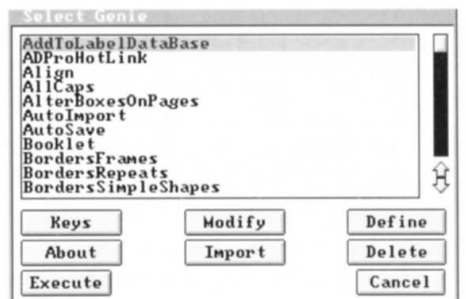 Select Genie
AddToLabelDataBase
ADProHotLink
Align
AllCaps
AlterBoxesOnPages
AutoImport
AutoSave
Booklet
BordersFrames
BordersRepeats
BordersSimpleShapes
Keys Modify Define
About Import Delete
Execute Cancel